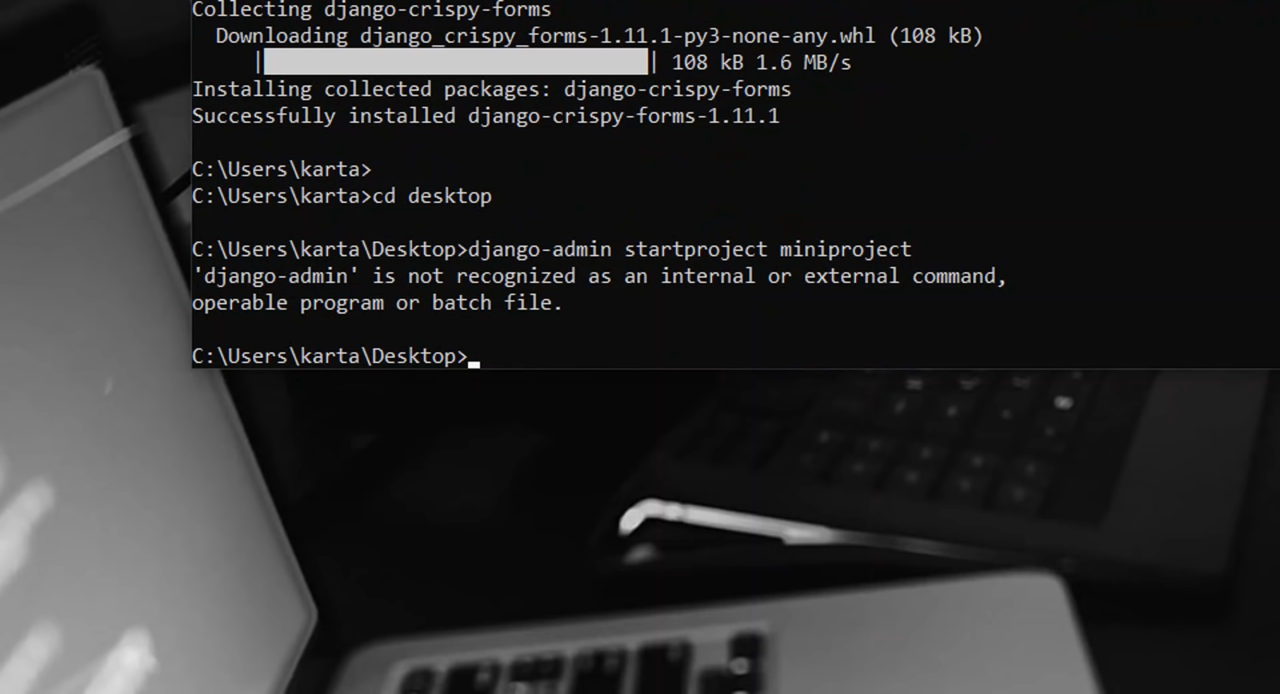 Collecting django-crispy-forms
Downloading django_crispy_forms-1.11.1-py3-none-any.whl (108 kB)
| | 108 kB 1.6 MB/s
Installing collected packages: django-crispy-forms
Successfully installed django-crispy-forms-1.11.1
C:\Users\karta>
C:\Users\karta>cd desktop
C:\Users\karta\Desktop>django-admin startproject miniproject
'django-admin' is not recognized as an internal or external command,
operable program or batch file.
C:\Users\karta\Desktop>